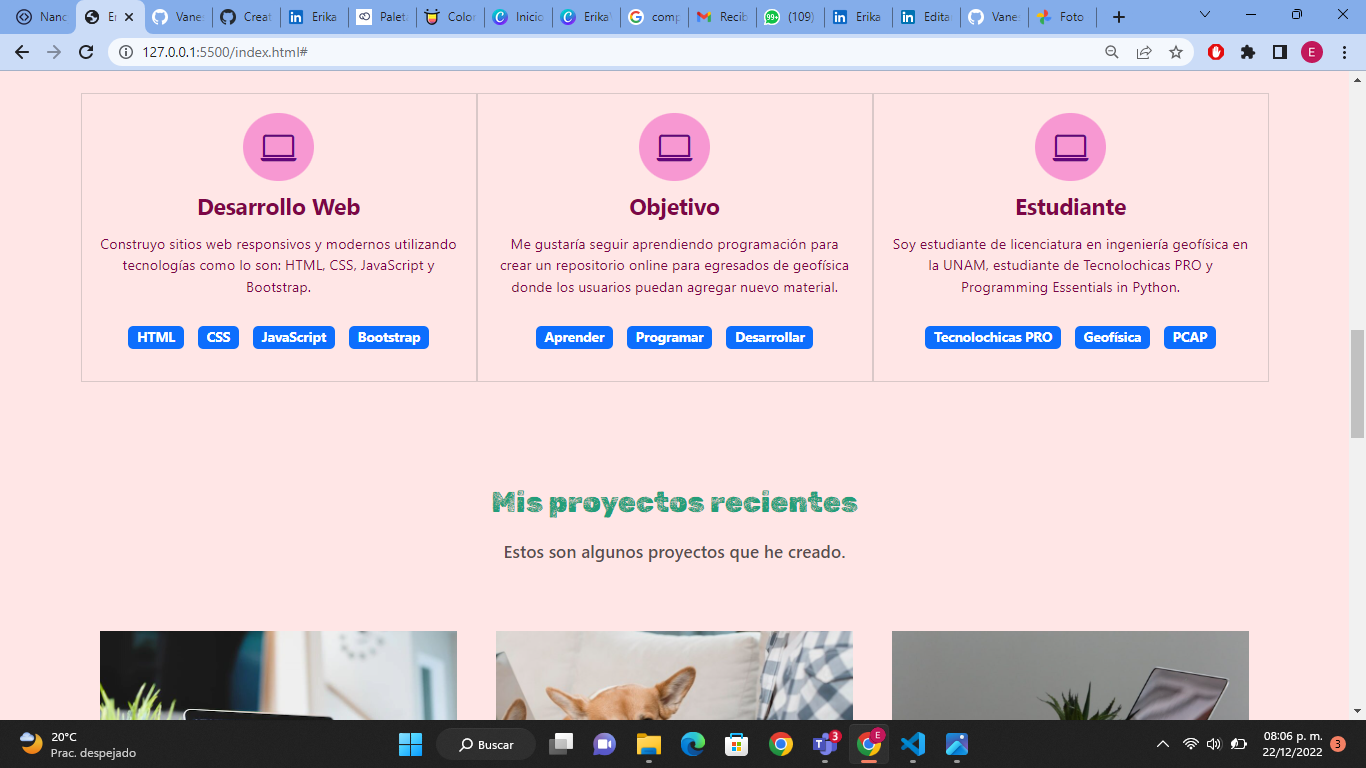 Nanc
Er
Vanes
Creat
Erika
Palet
Color
Inicio
Erika'
comp
Recib
99+
(109)
Erika
Edita
Vanes
Foto
127.0.0.1:5500/index.html#
E
Desarrollo Web
Construyo sitios web responsivos y modernos utilizando
tecnologías como lo son: HTML, CSS, JavaScript y
Bootstrap.
HTML CSS JavaScript Bootstrap
Objetivo
Me gustaría seguir aprendiendo programación para
crear un repositorio online para egresados de geofísica
donde los usuarios puedan agregar nuevo material.
Aprender Programar Desarrollar
Estudiante
Soy estudiante de licenciatura en ingeniería geofísica en
la UNAM, estudiante de Tecnolochicas PRO y
Programming Essentials in Python.
Tecnolochicas PRO Geofísica PCAP
Mis proyectos recientes
Estos son algunos proyectos que he creado.
20°C
Prac. despejado
Buscar
3
E
08:06 p. m.
22/12/2022
3